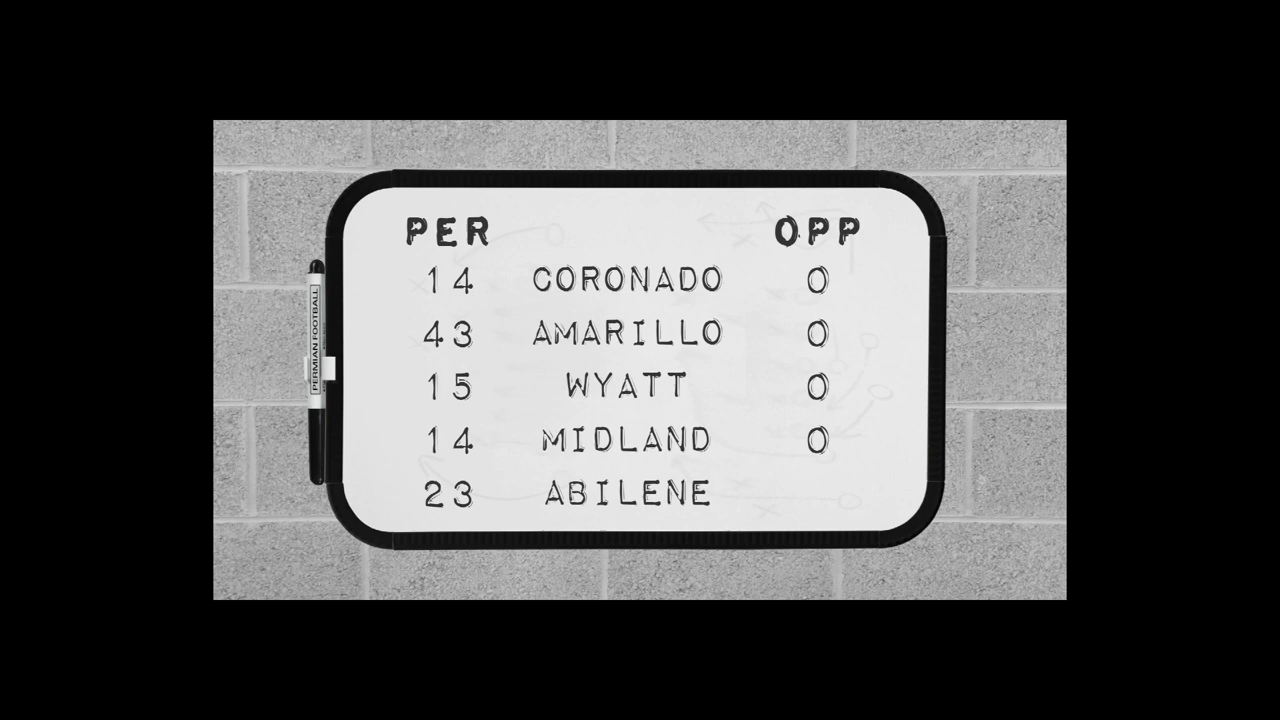 PER OPP
14 CORONADO 0
43 AMARILLO 0
15 WYATT 0
14 MIDLAND 0
23 ABILENE
PERMIAN FOOTBALL